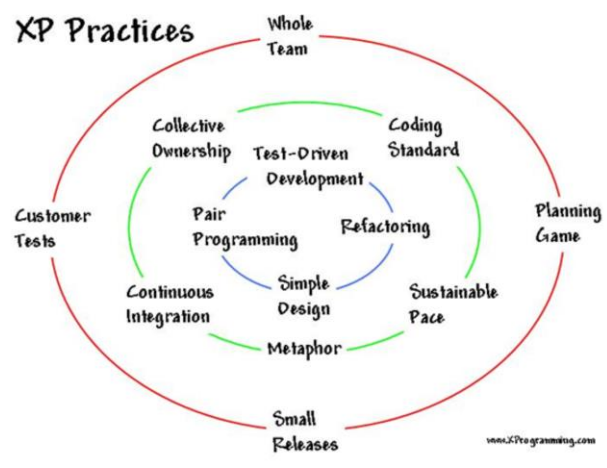 XP Practices
Whole
Team
Collective
Ownership
Coding
Standard
Test-Driven
Development
Customer
Tests
Pair
Programming
Refactoring
Planning
Game
Continuous
Integration
Simple
Design
Sustainable
Pace
Metaphor
Small
Releases
www.XProgramming.com